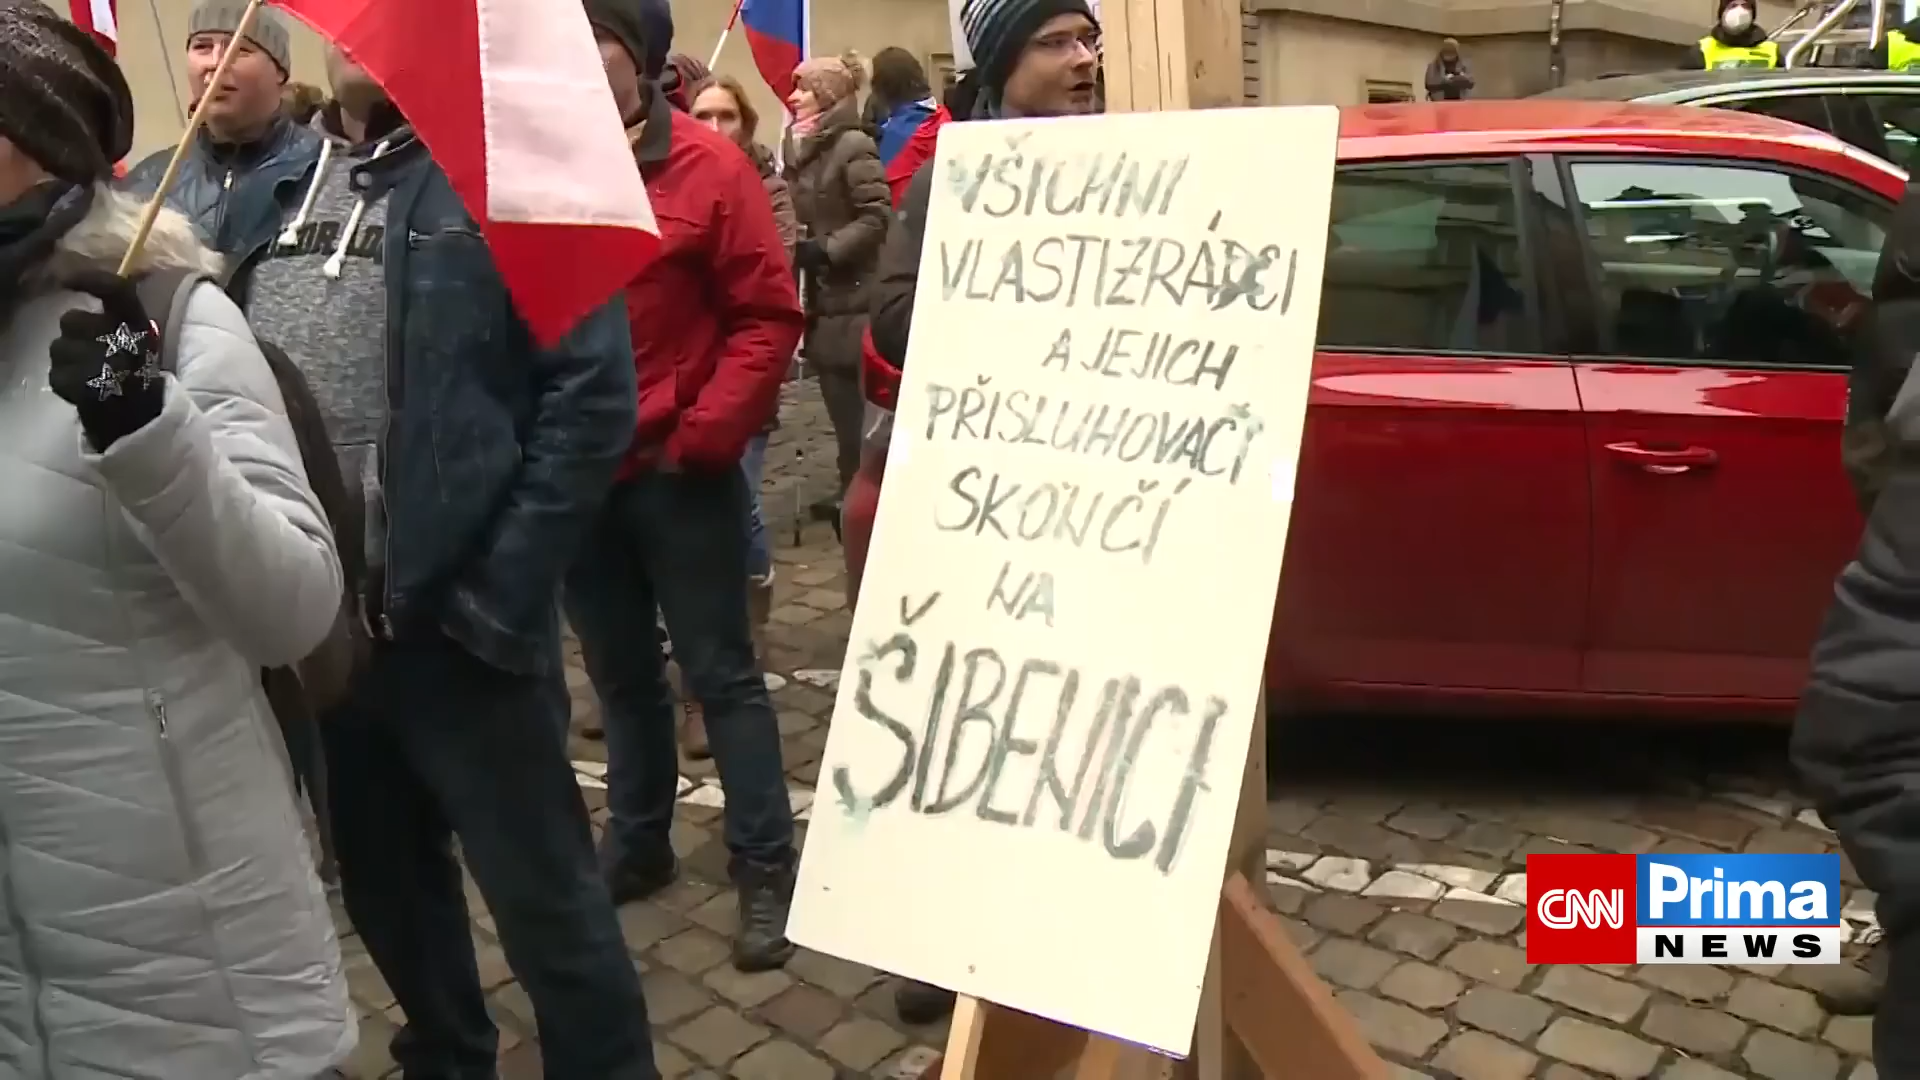 VŠICHNI
VLASTIZRÁDCI
A JEJICH
PŘISLUHOVAČI
SKONČÍ
NA
ŠIBENICI
CNN Prima
NEWS